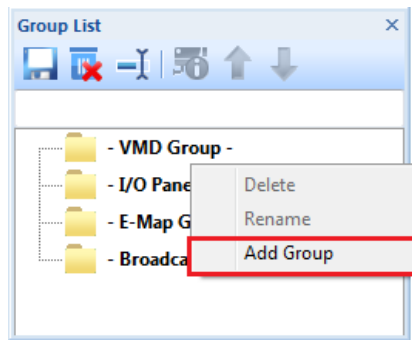 Group List
- VMD Group -
- I/O Pane
- E-Map G
- Broadca
Delete
Rename
Add Group